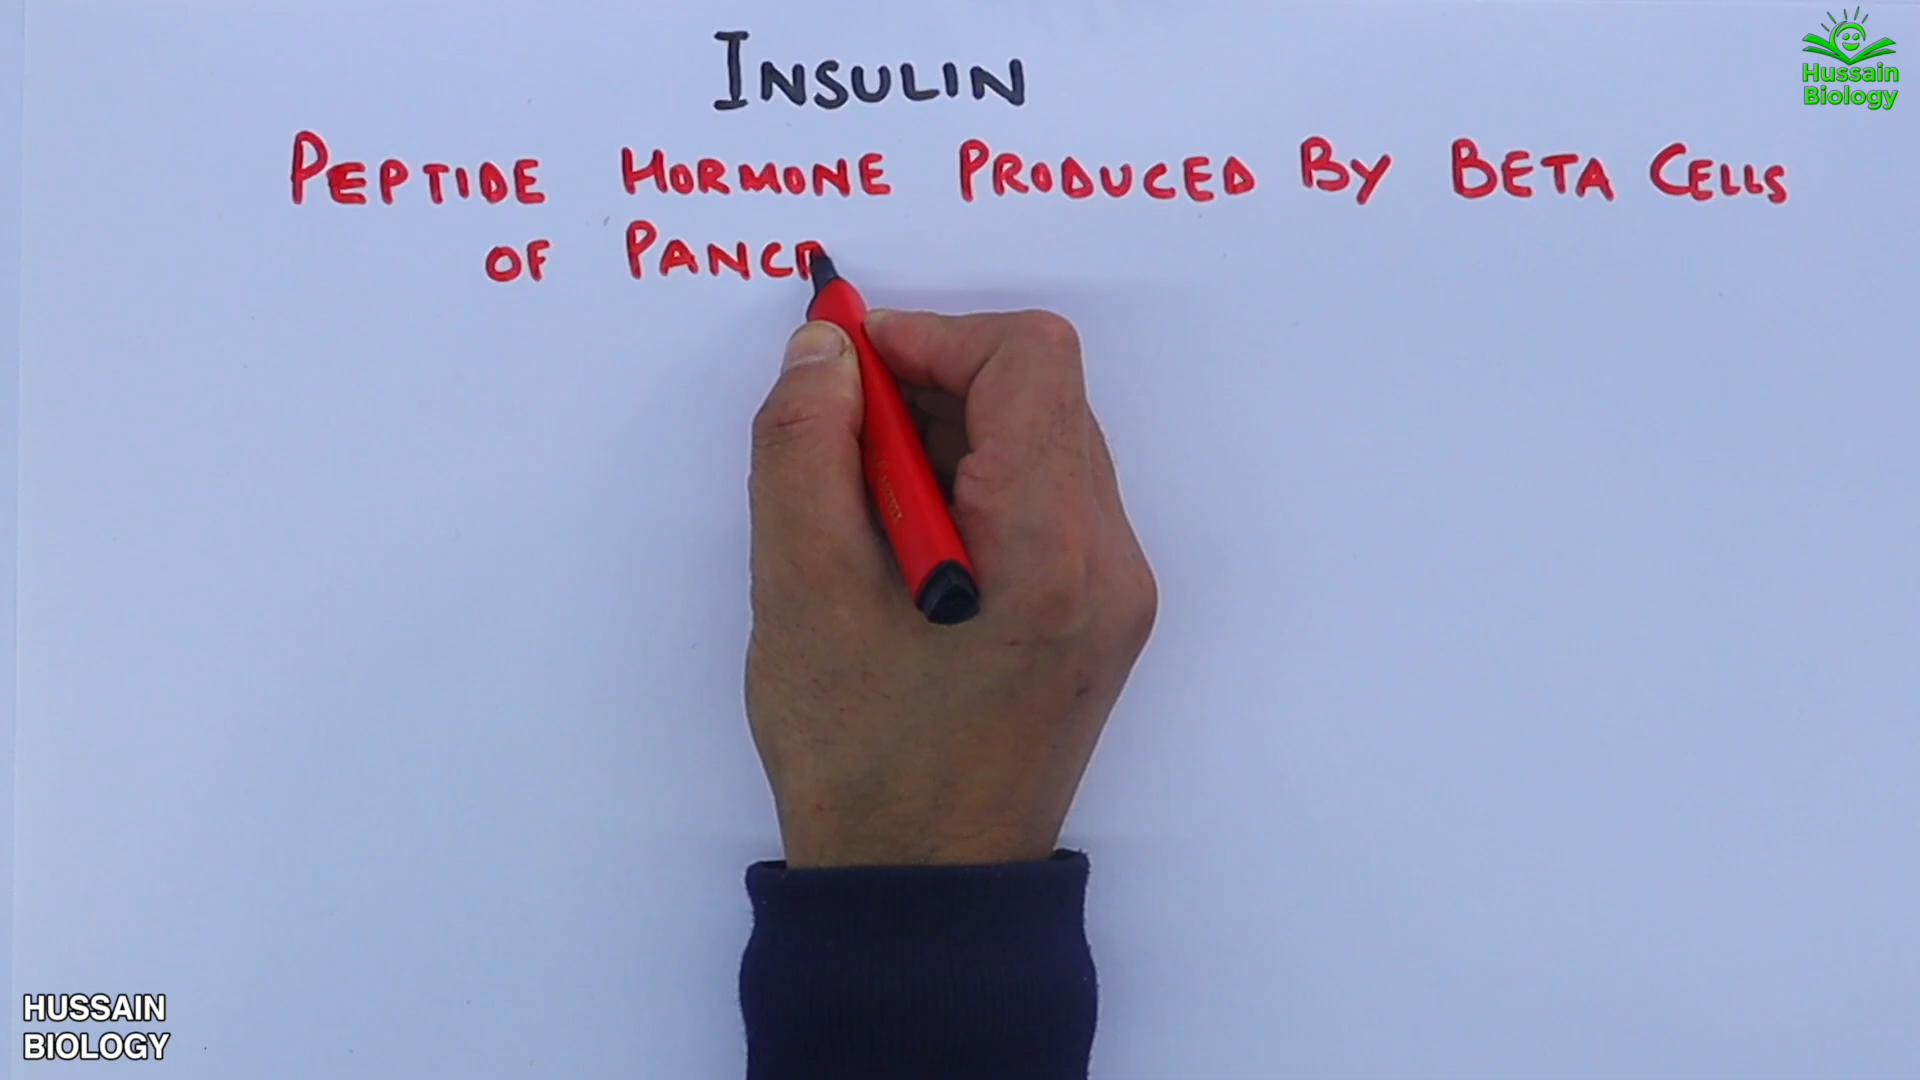 INSULIN
PEPTIDE HORMONE PRODUCED BY BETA CELLS
OF PANCR
Hussain
Biology
HUSSAIN
BIOLOGY